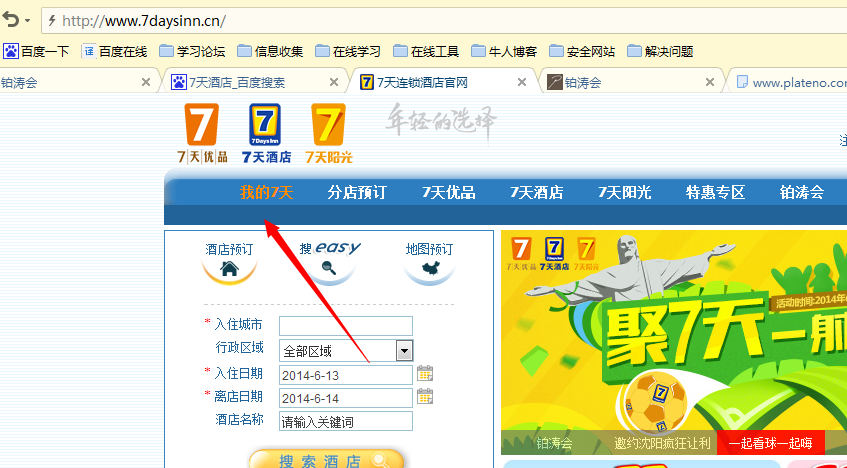 http://www.7daysinn.cn/
百度一下 百度在线 学习论坛 信息收集 在线学习 在线工具 牛人博客 安全网站 解决问题
铂涛会 7天酒店_百度搜索 7天连锁酒店官网 铂涛会 www.plateno.com
7 7 7 年轻的选择
7Days Inn
7天优品 7天酒店 7天阳光
我的7天 分店预订 7天优品 7天酒店 7天阳光 特惠专区 铂涛会
酒店预订 搜easy 地图预订
* 入住城市
行政区域 全部区域
* 入住日期 2014-6-13
* 离店日期 2014-6-14
酒店名称 请输入关键词
搜索酒店
7 7 7
7天优品 7天酒店 7天阳光
活动时间:2014年
聚7天一射
7
铂涛会 邀约沈阳疯狂让利 一起看球一起嗨